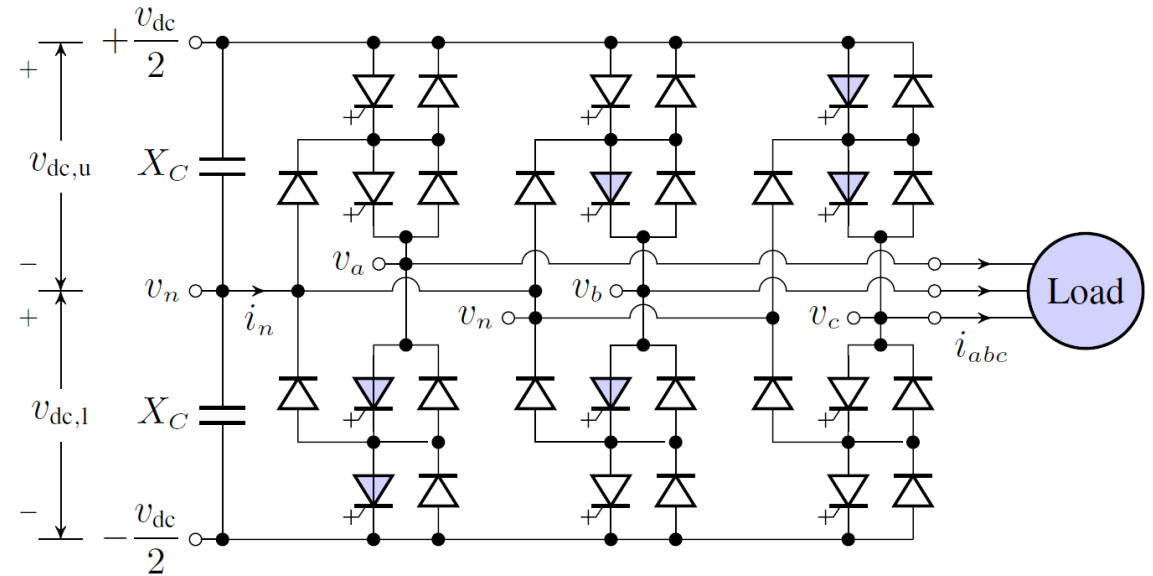 + v_dc/2
+
v_dc,u
X_C
−
v_a
v_n
v_b
Load
i_n
v_n
v_c
+
i_abc
v_dc,l
X_C
−
− v_dc/2